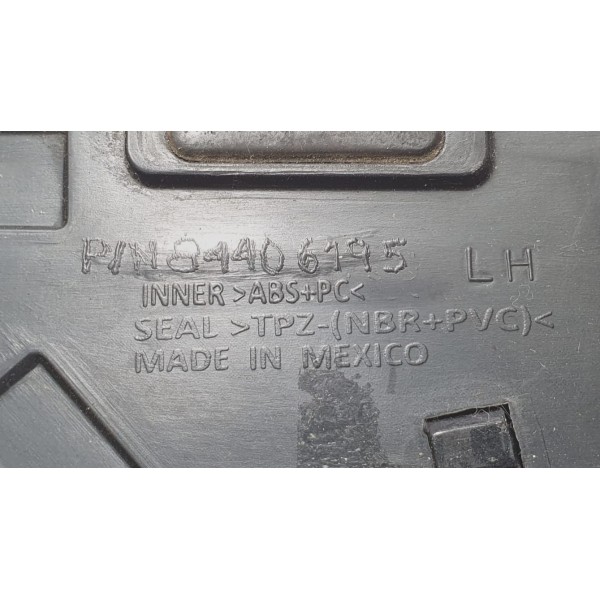 P/N 84406195 LH
INNER >ABS+PC<
SEAL >TPZ-(NBR+PVC)<
MADE IN MEXICO